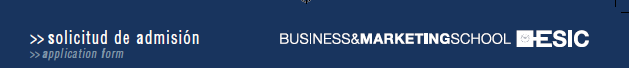 >> solicitud de admisión
>> application form
BUSINESS&MARKETINGSCHOOL ESIC